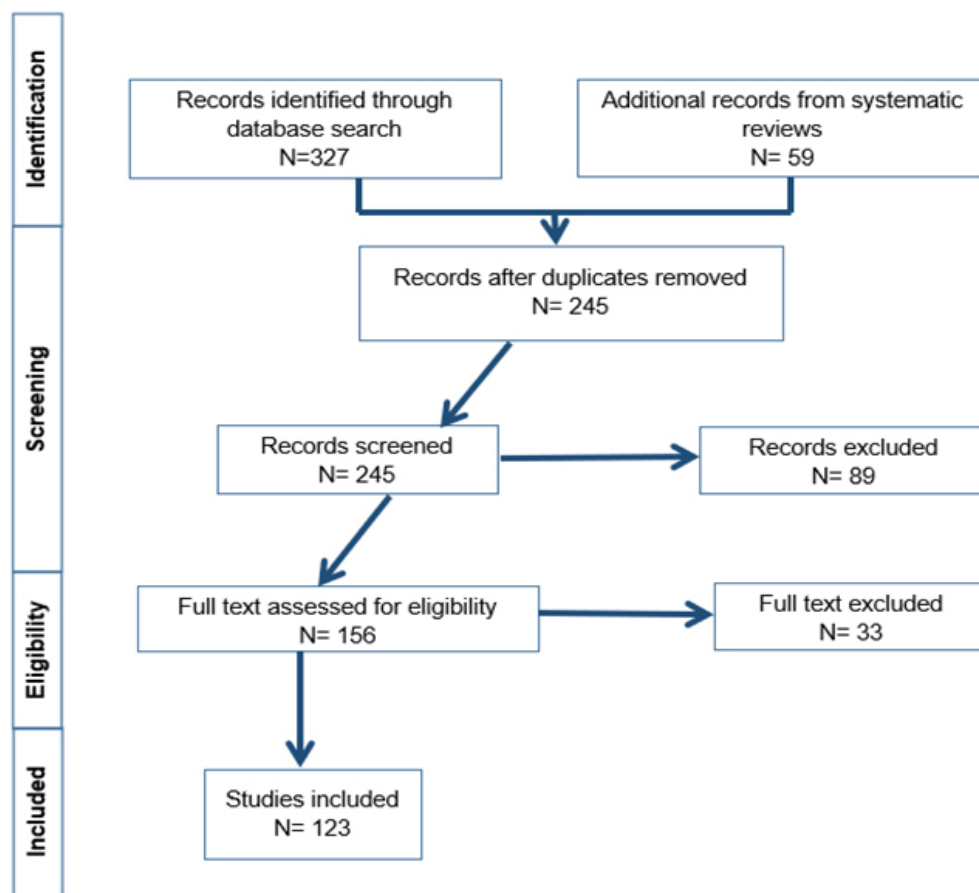 Identification
Records identified through
database search
N=327
Additional records from systematic
reviews
N= 59
Screening
Records after duplicates removed
N= 245
Records screened
N= 245
Records excluded
N= 89
Eligibility
Full text assessed for eligibility
N= 156
Full text excluded
N= 33
Included
Studies included
N= 123